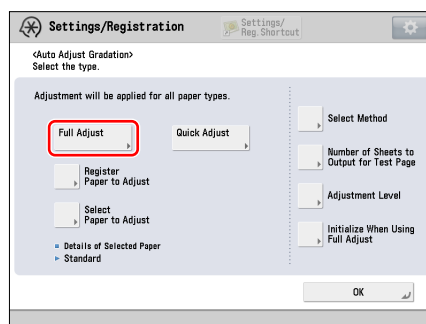 Settings/Registration
Settings/
Reg.Shortcut
<Auto Adjust Gradation>
Select the type.
Adjustment will be applied for all paper types.
Full Adjust
Quick Adjust
Register
Paper to Adjust
Select
Paper to Adjust
Details of Selected Paper
Standard
Select Method
Number of Sheets to
Output for Test Page
Adjustment Level
Initialize When Using
Full Adjust
OK